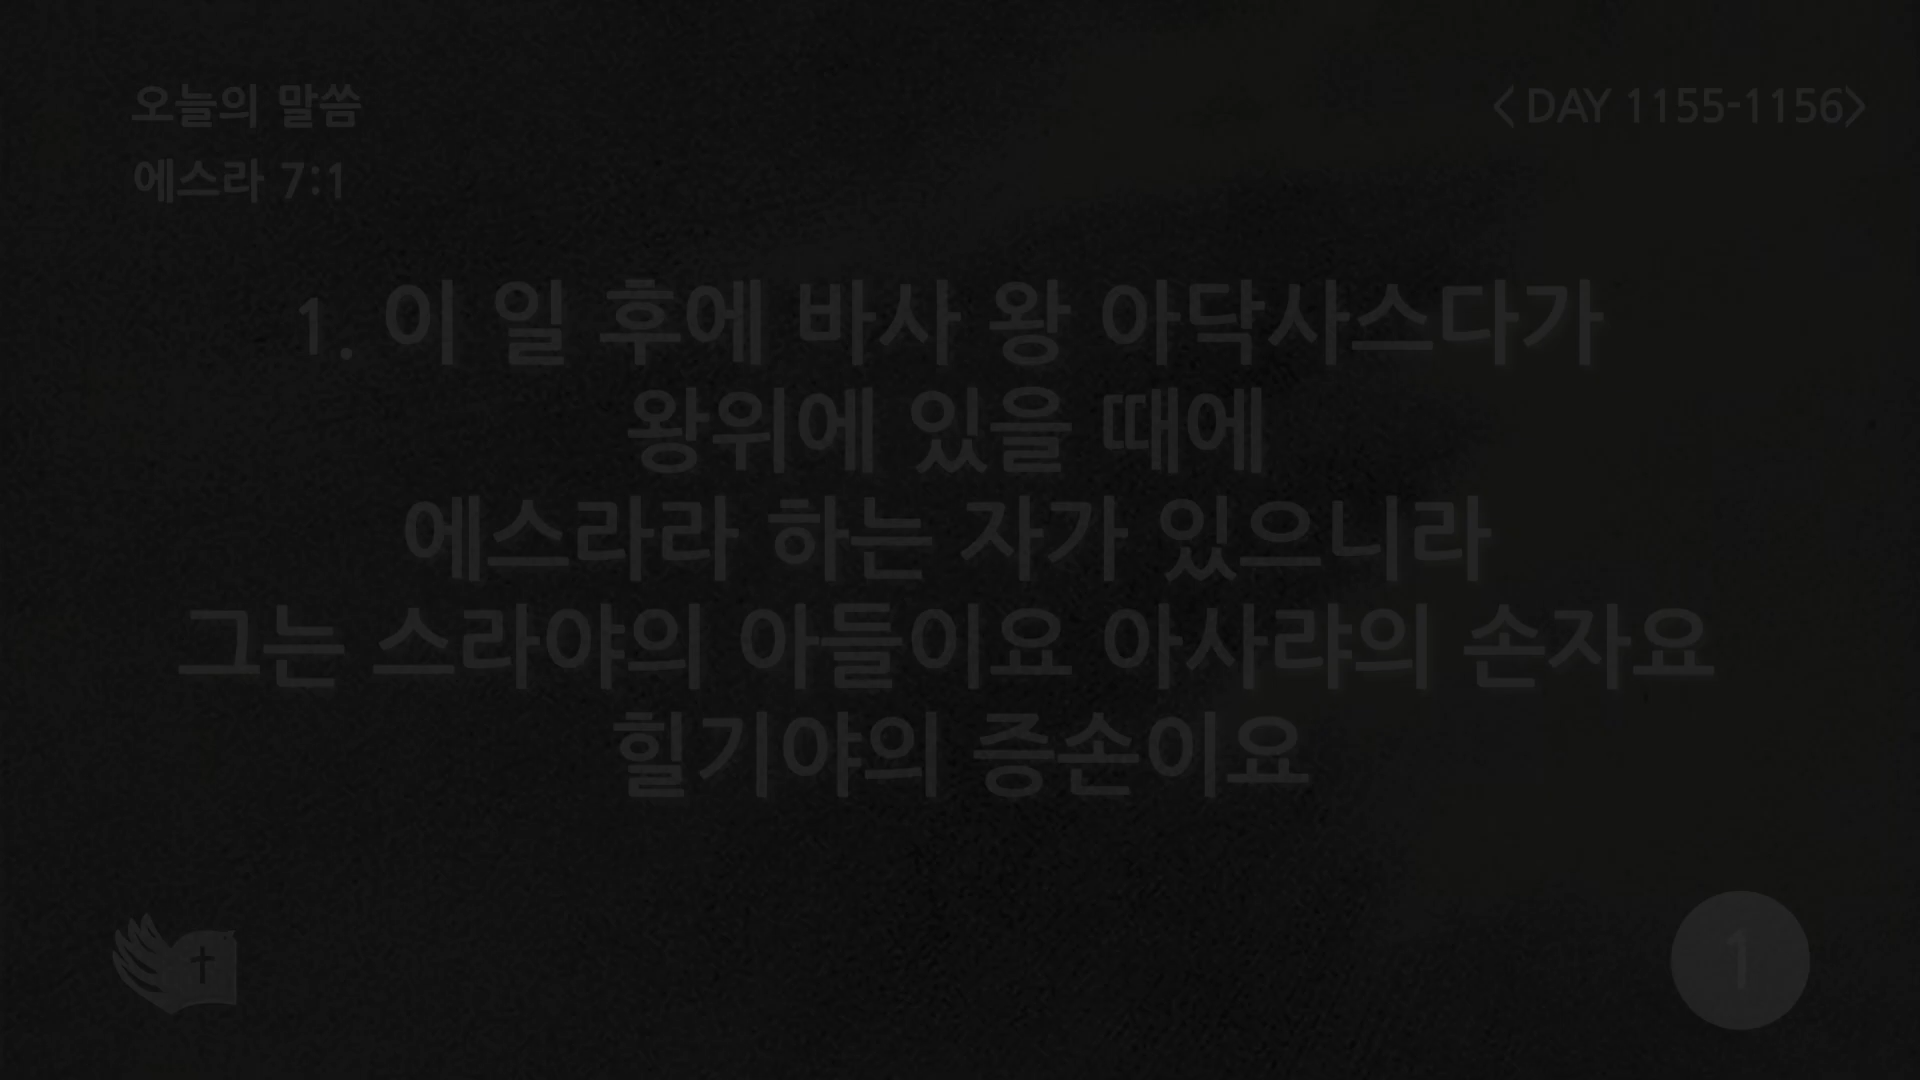 오늘의 말씀
<DAY 1155-1156>
에스라 7:1
1. 이 일 후에 바사 왕 아닥사스다가
왕위에 있을 때에
에스라라 하는 자가 있으니라
그는 스라야의 아들이요 아사랴의 손자요
힐기야의 증손이요
1